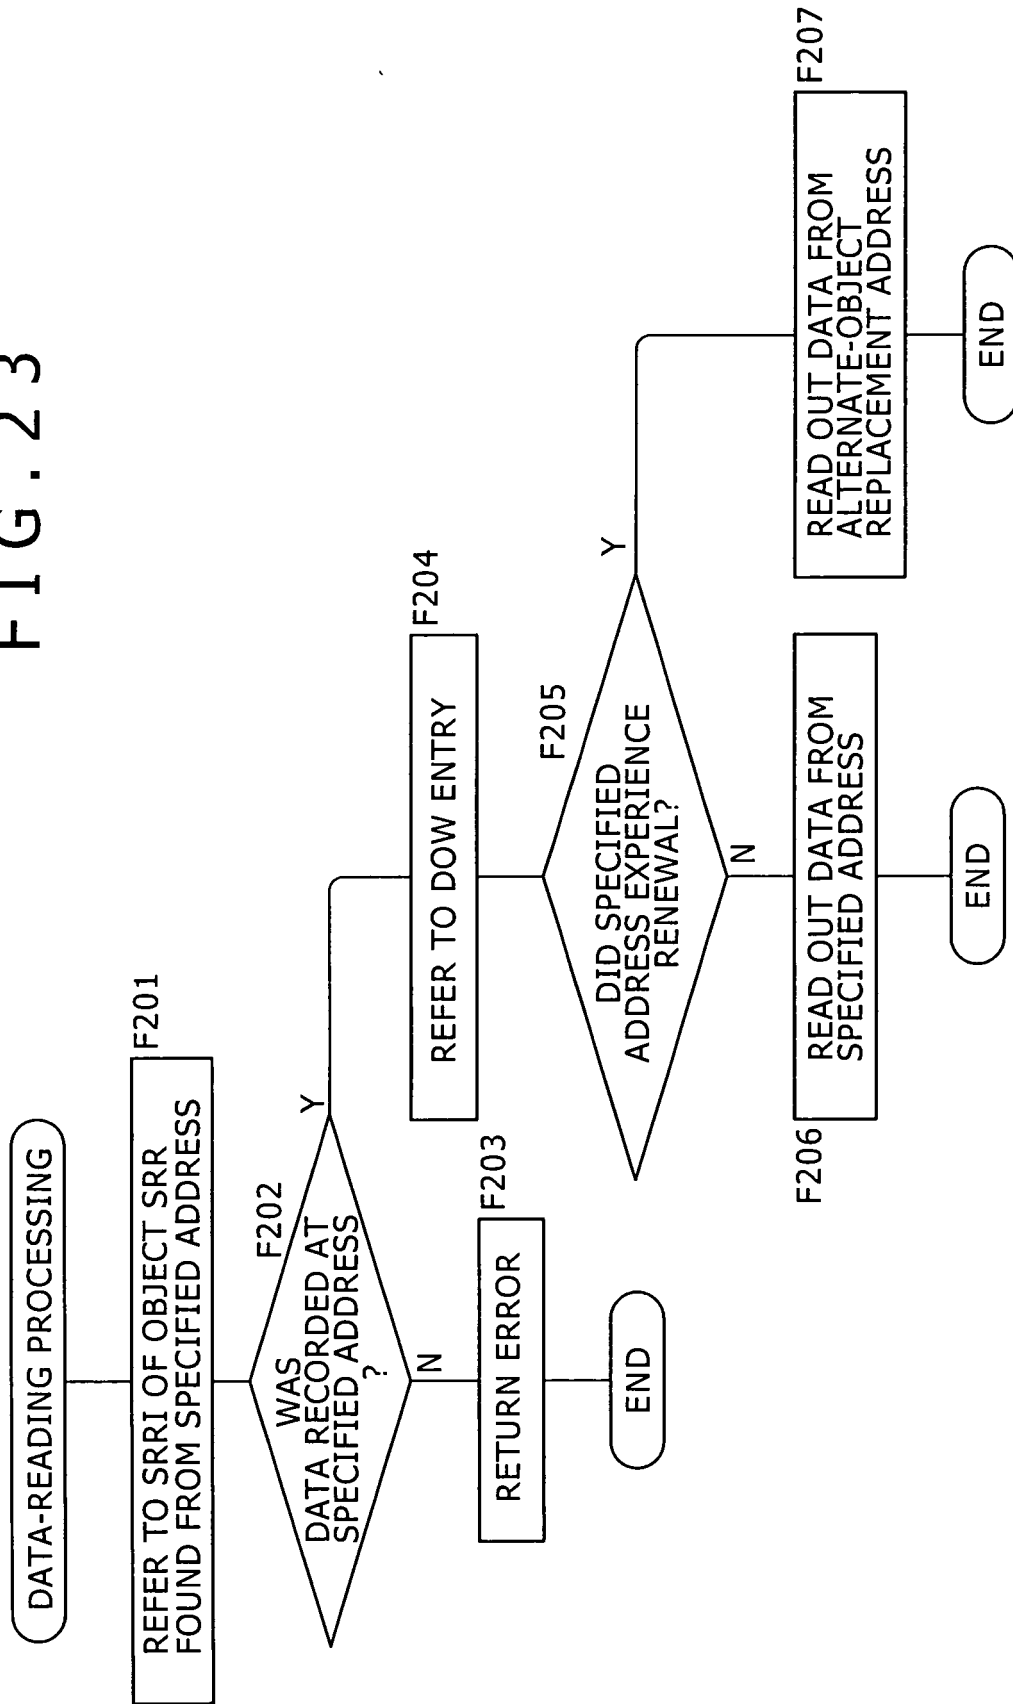 FIG.23
DATA-READING PROCESSING
F201
REFER TO SRRI OF OBJECT SRR
FOUND FROM SPECIFIED ADDRESS
F202
WAS
DATA RECORDED AT
SPECIFIED ADDRESS
?
Y
N
F203
RETURN ERROR
END
F204
REFER TO DOW ENTRY
F205
DID SPECIFIED
ADDRESS EXPERIENCE
RENEWAL?
Y
N
F206
READ OUT DATA FROM
SPECIFIED ADDRESS
END
F207
READ OUT DATA FROM
ALTERNATE-OBJECT
REPLACEMENT ADDRESS
END